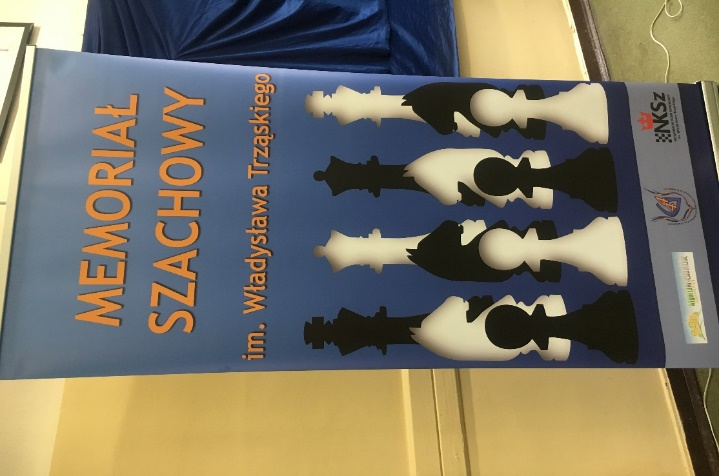 MEMORIAŁ
SZACHOWY
im. Władysława Trząskiego
NKSz